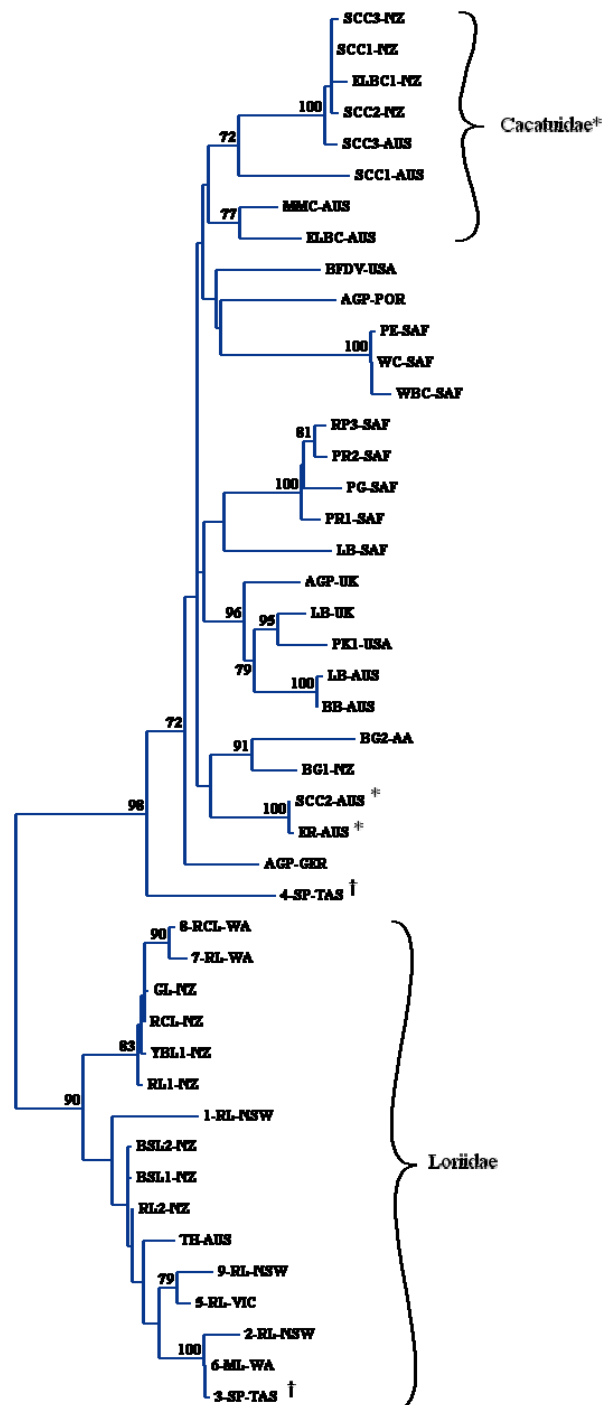 SCC3-NZ
SCC1-NZ
ELBC1-NZ
100
SCC2-NZ
Cacatuidae*
SCC3-AUS
72
SCC1-AUS
MMC-AUS
77
ELBC-AUS
BFDV-USA
AGP-POR
PE-SAF
100
WC-SAF
WBC-SAF
RP3-SAF
81
PR2-SAF
100
PG-SAF
PR1-SAF
LB-SAF
AGP-UK
96
95
LB-UK
PK1-USA
79
LB-AUS
100
BB-AUS
72
BG2-AA
91
BG1-NZ
SCC2-AUS *
98
100
ER-AUS *
AGP-GER
4-SP-TAS †
8-RCL-WA
90
7-RL-WA
GL-NZ
RCL-NZ
83
YBL1-NZ
RL1-NZ
90
1-RL-NSW
BSL2-NZ
Loriidae
BSL1-NZ
RL2-NZ
TH-AUS
79
9-RL-NSW
5-RL-VIC
2-RL-NSW
100
6-ML-WA
3-SP-TAS †